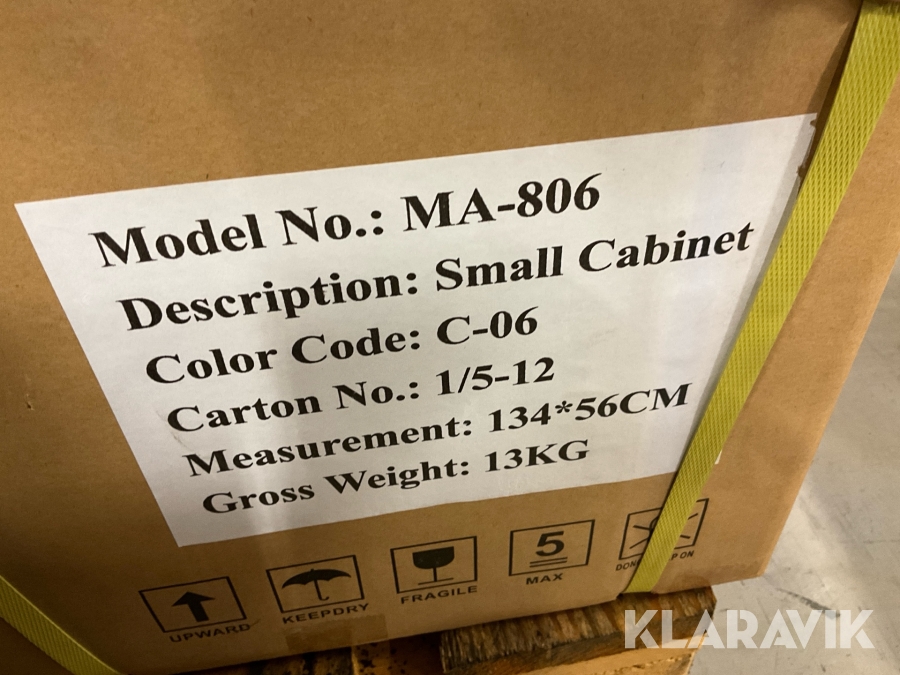 Model No.: MA-806
Description: Small Cabinet
Color Code: C-06
Carton No.: 1/5-12
Measurement: 134*56CM
Gross Weight: 13KG
UPWARD
KEEPDRY
FRAGILE
5
MAX
ON
KLARAVIK